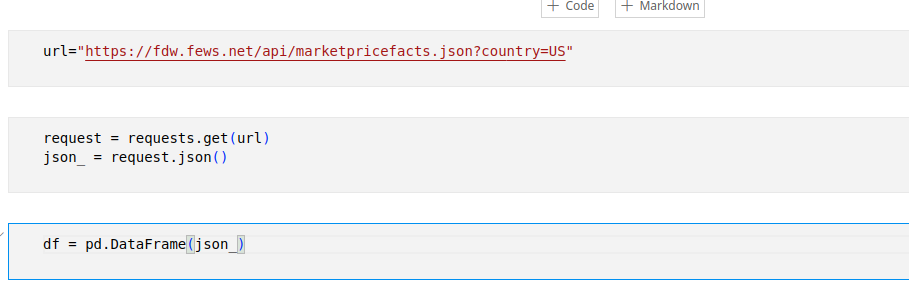 + Code + Markdown
url="https://fdw.fews.net/api/marketpricefacts.json?country=US"
request = requests.get(url)
json_ = request.json()
df = pd.DataFrame(json_)